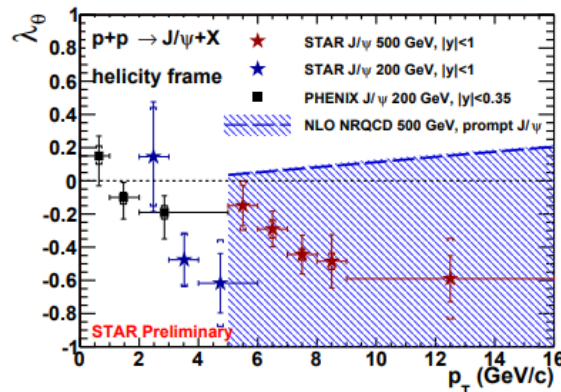 λθ
p+p → J/ψ+X
helicity frame
STAR J/ψ 500 GeV, |y|<1
STAR J/ψ 200 GeV, |y|<1
PHENIX J/ψ 200 GeV, |y|<0.35
NLO NRQCD 500 GeV, prompt J/ψ
1
0.8
0.6
0.4
0.2
0
-0.2
-0.4
-0.6
-0.8
-1
STAR Preliminary
0 2 4 6 8 10 12 14 16
p_T (GeV/c)